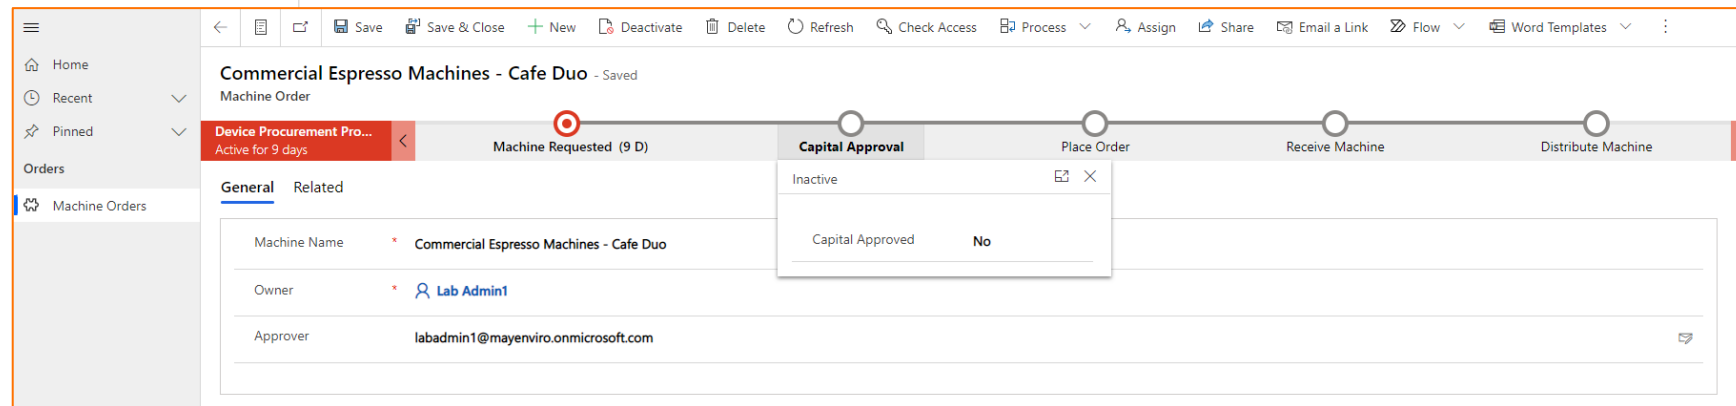 Save
Save & Close
New
Deactivate
Delete
Refresh
Check Access
Process
Assign
Share
Email a Link
Flow
Word Templates
Home
Recent
Pinned
Orders
Machine Orders
Commercial Espresso Machines - Cafe Duo - Saved
Machine Order
Device Procurement Pro...
Active for 9 days
Machine Requested (9 D)
Capital Approval
Place Order
Receive Machine
Distribute Machine
Inactive
Capital Approved No
General Related
Machine Name * Commercial Espresso Machines - Cafe Duo
Owner * Lab Admin1
Approver labadmin1@mayenviro.onmicrosoft.com